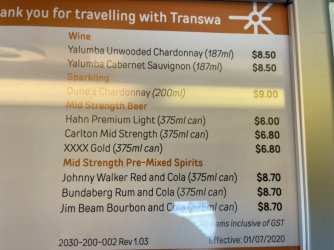 ank you for travelling with Transwa
Wine
Yalumba Unwooded Chardonnay (187ml) $8.50
Yalumba Cabernet Sauvignon (187ml) $8.50
Sparkling
Duna's Chardonnay (200ml) $9.00
Mid Strength Beer
Hahn Premium Light (375ml can) $6.00
Carlton Mid Strength (375ml can) $6.80
XXXX Gold (375ml can) $6.80
Mid Strength Pre-Mixed Spirits
Johnny Walker Red and Cola (375ml can) $8.70
Bundaberg Rum and Cola (375ml can) $8.70
Jim Beam Bourbon and Cola (375ml can) $8.70
All items inclusive of GST
2030-200-002 Rev 1.03 Effective: 01/07/2020